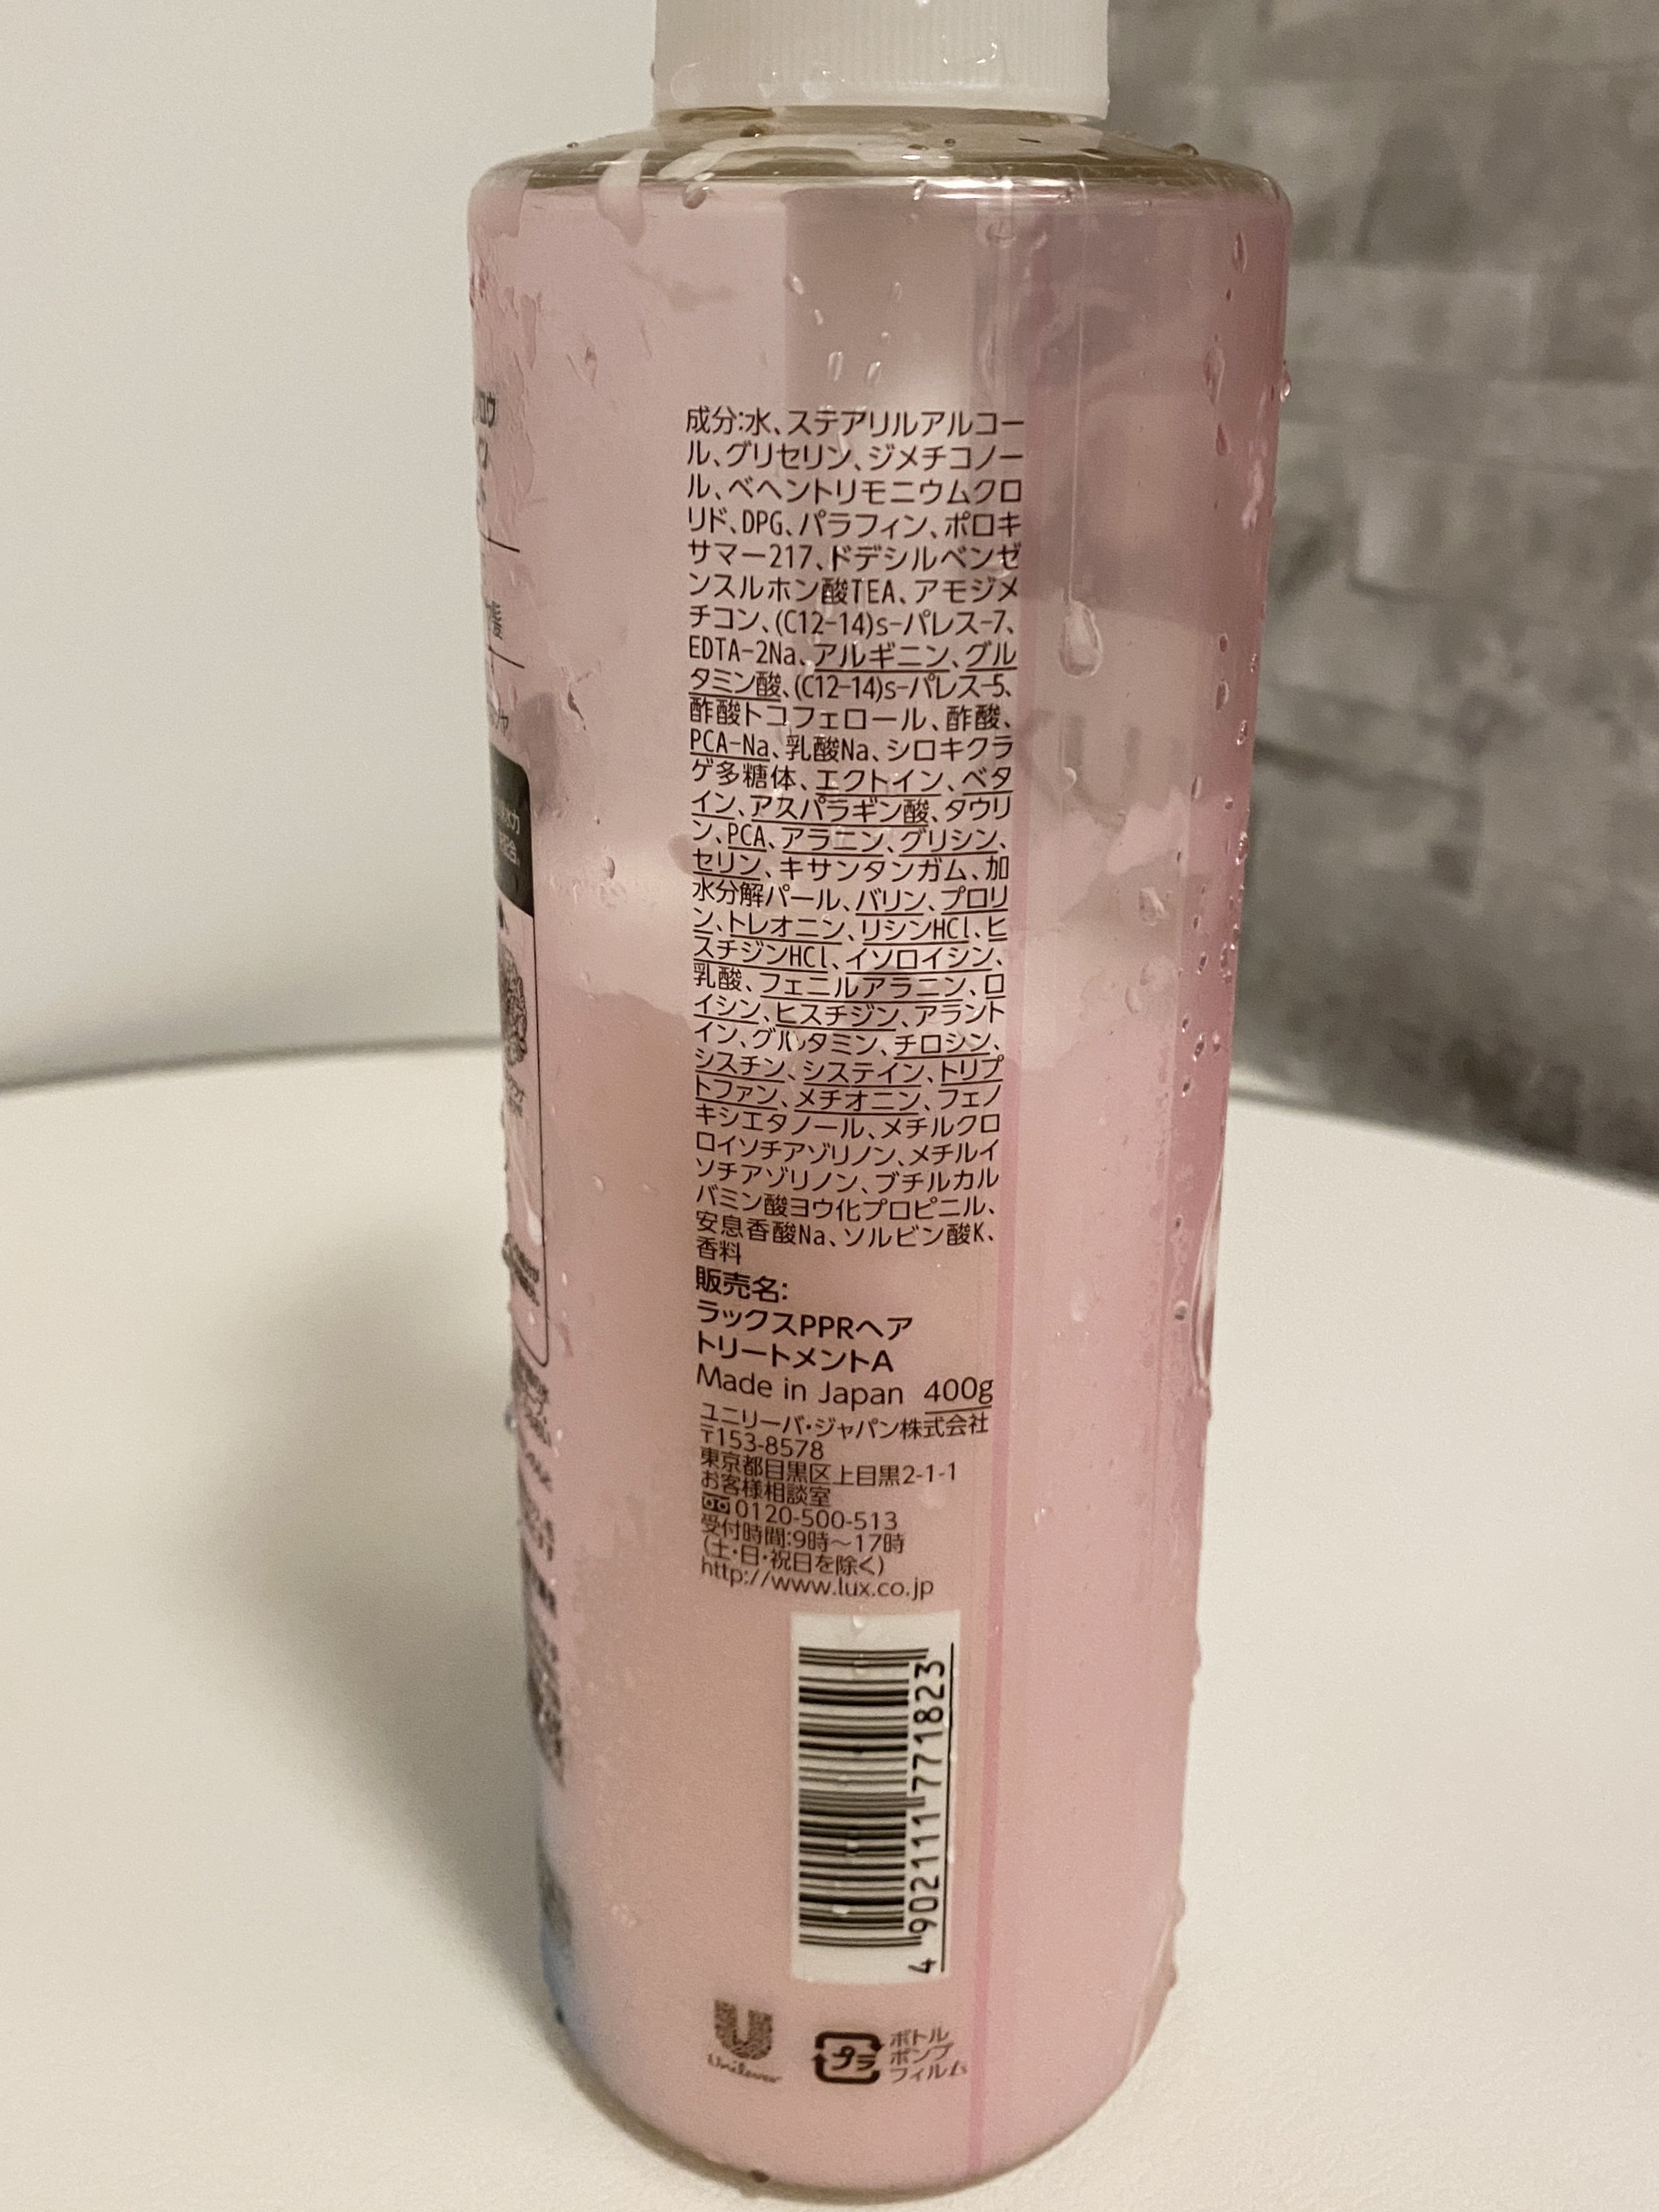 成分:水、ステアリルアルコー
ル、グリセリン、ジメチコノー
ル、ベヘントリモニウムクロ
リド、DPG、パラフィン、ポロキ
サマー217、ドデシルベンゼ
ンスルホン酸TEA、アモジメ
チコン、(C12-14)s-パレス-7、
EDTA-2Na、アルギニン、グル
タミン酸、(C12-14)s-パレス-5、
酢酸トコフェロール、酢酸、
PCA-Na、乳酸Na、シロキクラ
ゲ多糖体、エクトイン、ベタ
イン、アスパラギン酸、タウリ
ン、PCA、アラニン、グリシン、
セリン、キサンタンガム、加
水分解パール、バリン、プロリ
ン、トレオニン、リシンHCl、ヒ
スチジンHCl、イソロイシン、
乳酸、フェニルアラニン、ロ
イシン、ヒスチジン、アラント
イン、グルタミン、チロシン、
シスチン、システイン、トリプ
トファン、メチオニン、フェノ
キシエタノール、メチルクロ
ロイソチアゾリノン、メチルイ
ソチアゾリノン、ブチルカル
バミン酸ヨウ化プロピニル、
安息香酸Na、ソルビン酸K、
香料
販売名:
ラックスPPRヘア
トリートメントA
Made in Japan 400g
ユニリーバ・ジャパン株式会社
〒153-8578
東京都目黒区上目黒2-1-1
お客様相談室
0120-500-513
受付時間:9時〜17時
(土・日・祝日を除く)
http://www.lux.co.jp
4 902111 771823
Unilever
プラ
ボトル
ポンプ
フィルム